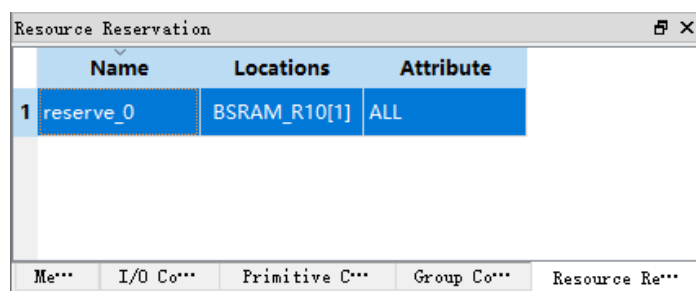 Resource Reservation
Name Locations Attribute
1 reserve_0 BSRAM_R10[1] ALL
Me··· I/O Co··· Primitive C··· Group Co··· Resource Re···